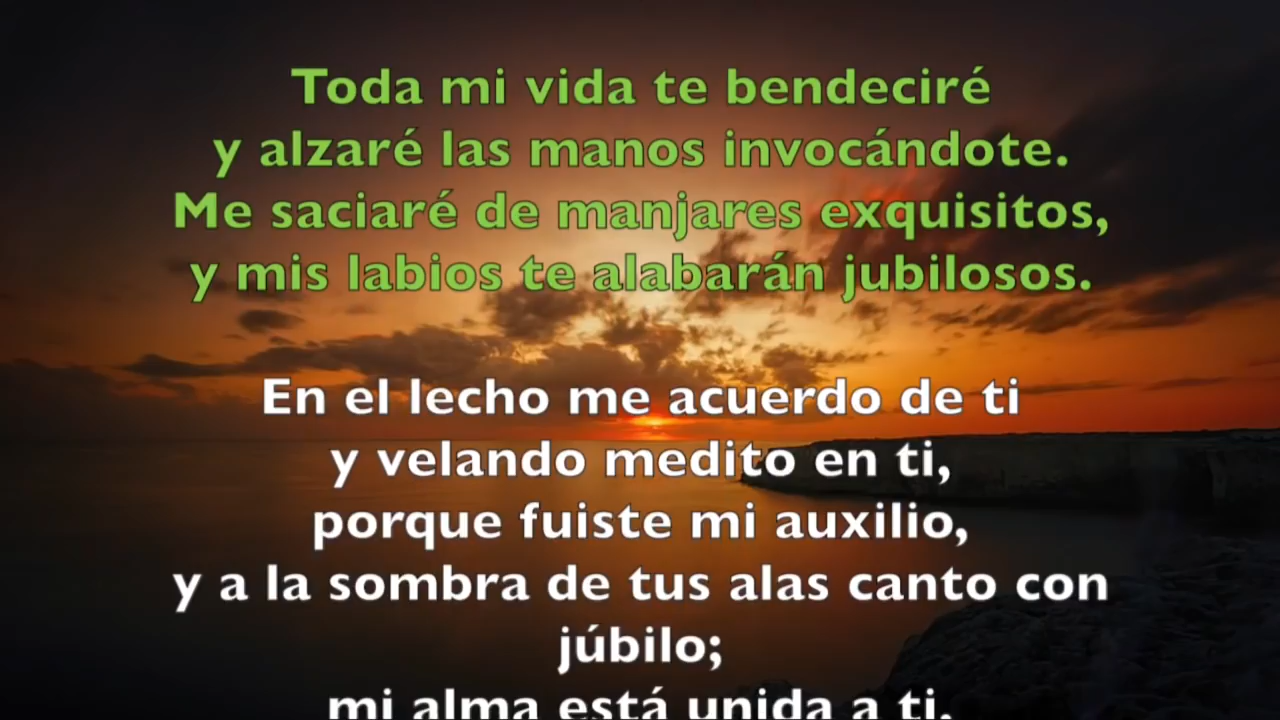 Toda mi vida te bendeciré
y alzaré las manos invocándote.
Me saciaré de manjares exquisitos,
y mis labios te alabarán jubilosos.
En el lecho me acuerdo de ti
y velando medito en ti,
porque fuiste mi auxilio,
y a la sombra de tus alas canto con
júbilo;
mi alma está unida a ti,